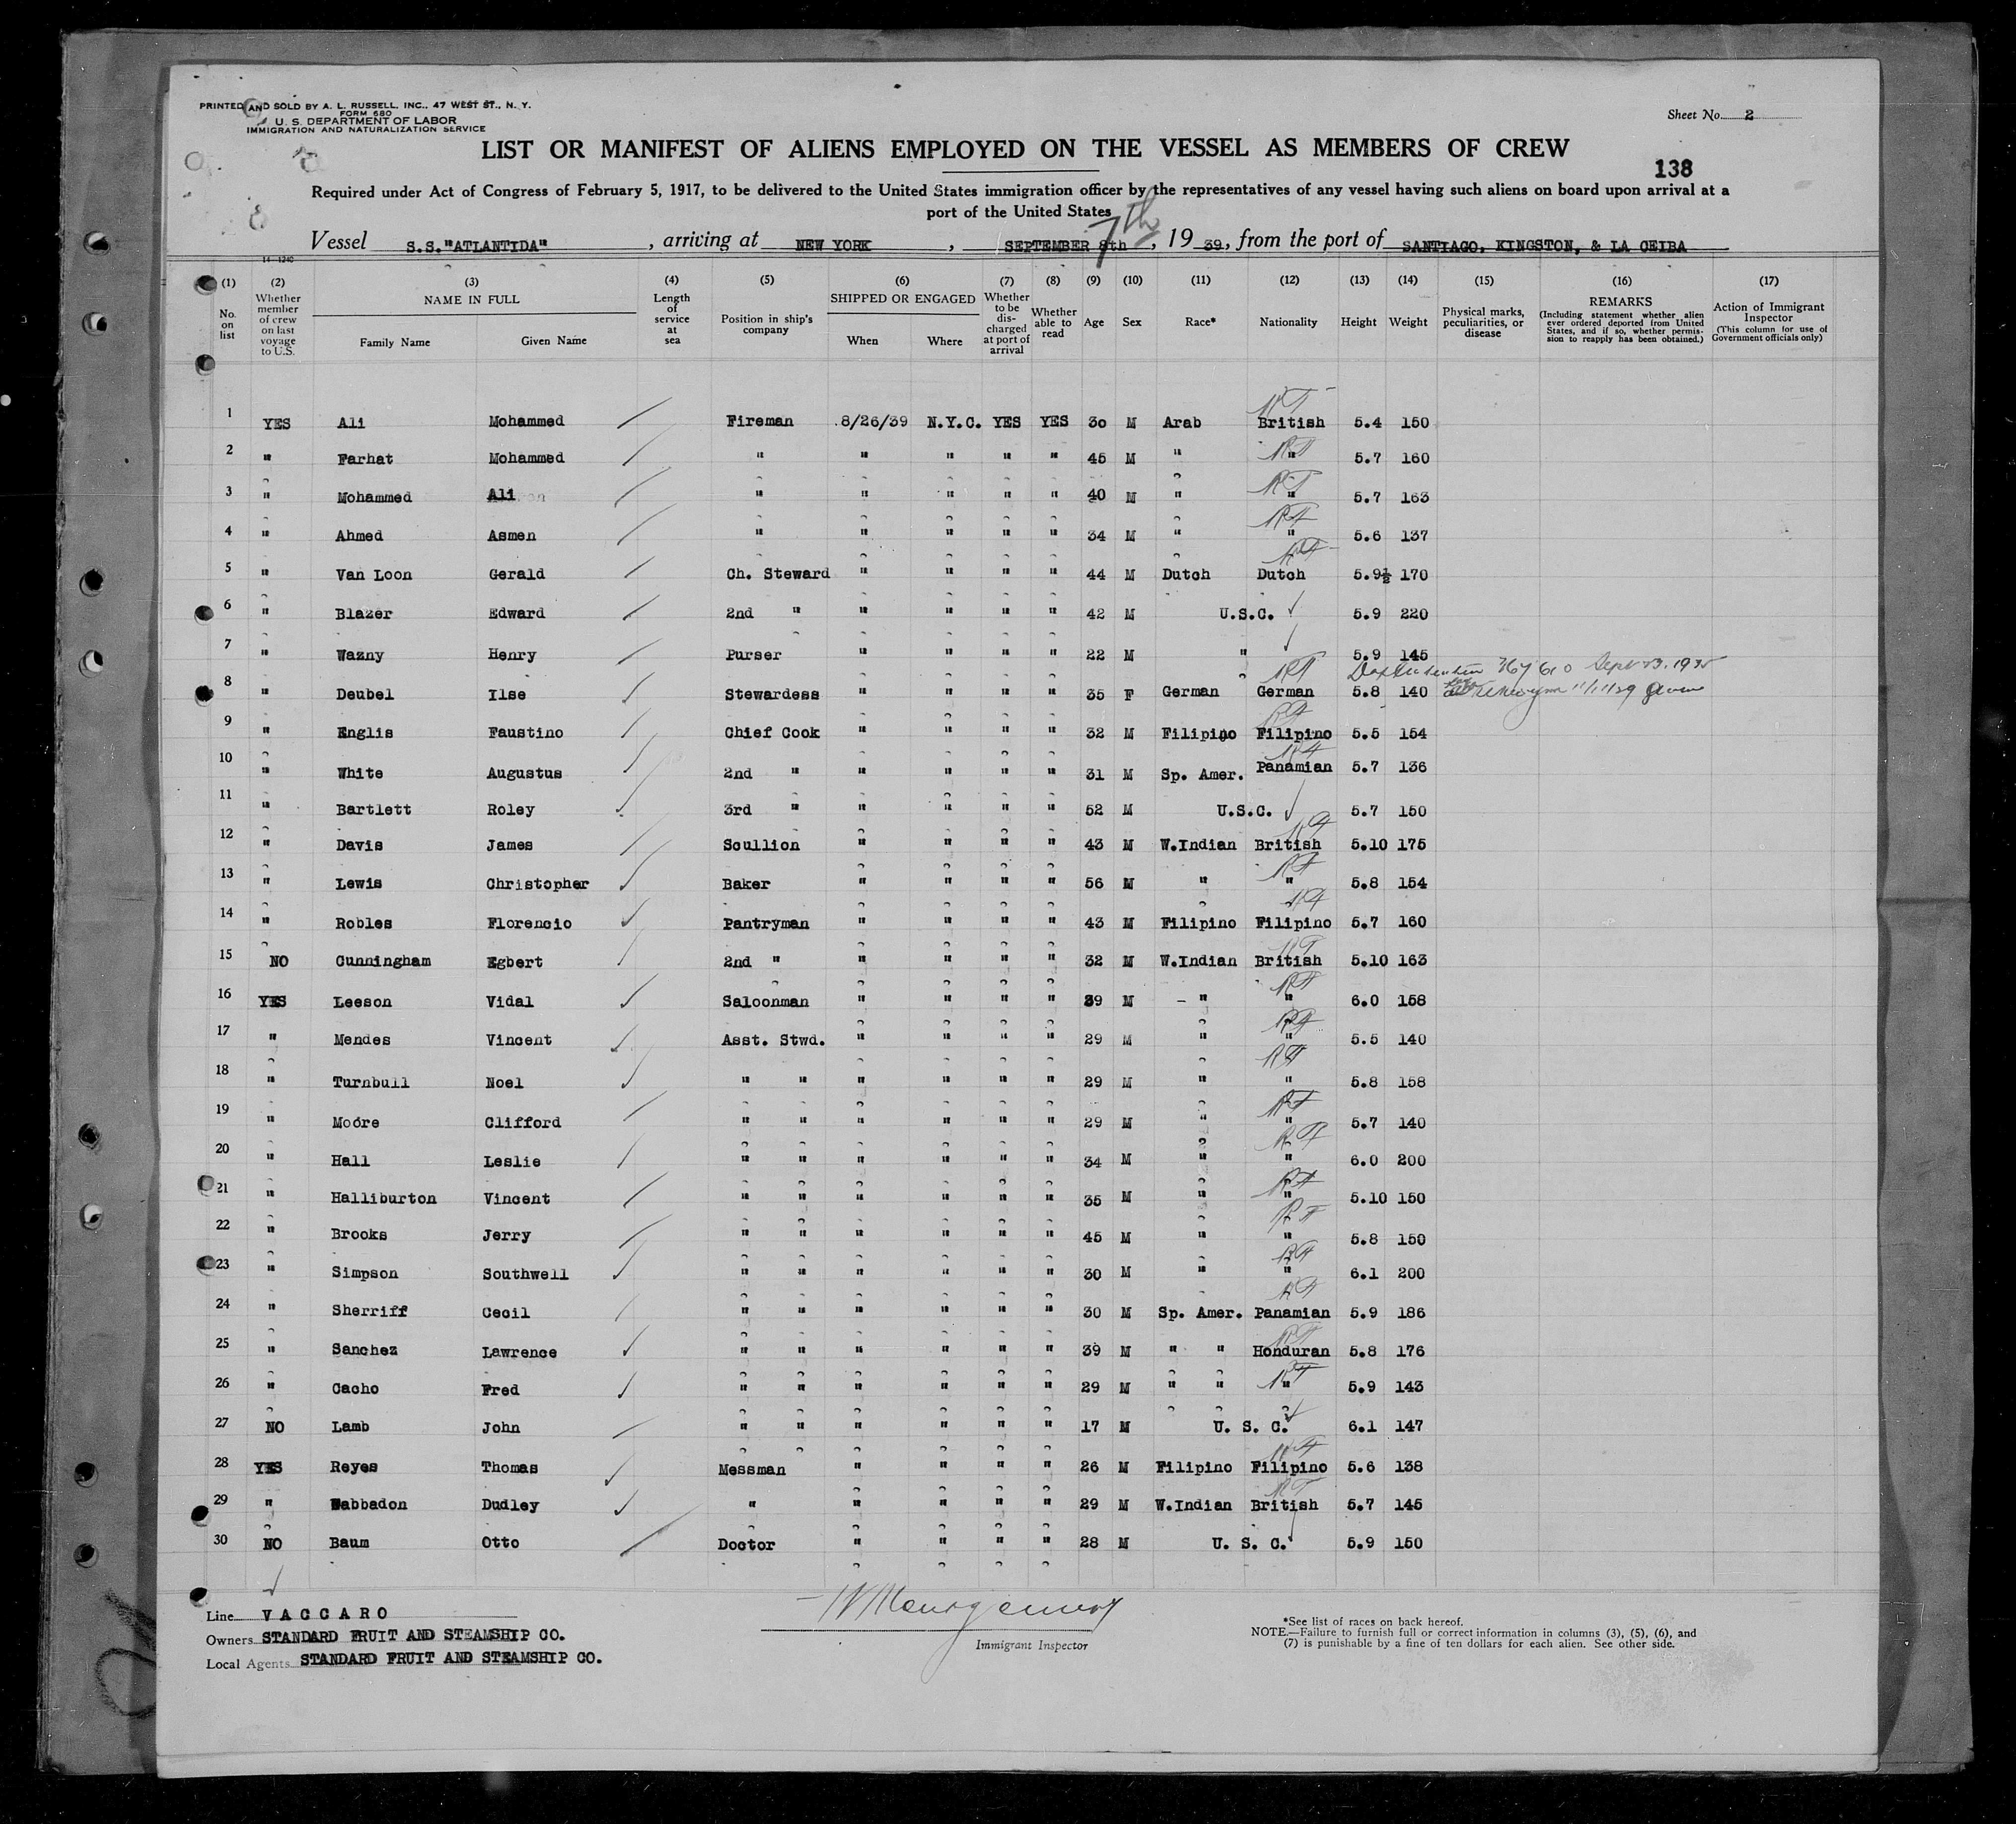 PRINTED AND SOLD BY A. L. RUSSELL, INC., 47 WEST ST., N. Y.
FORM 680
U. S. DEPARTMENT OF LABOR
IMMIGRATION AND NATURALIZATION SERVICE
Sheet No. 2
LIST OR MANIFEST OF ALIENS EMPLOYED ON THE VESSEL AS MEMBERS OF CREW
138
Required under Act of Congress of February 5, 1917, to be delivered to the United States immigration officer by the representatives of any vessel having such aliens on board upon arrival at a
port of the United States
7th
Vessel S.S."ATLANTIDA", arriving at NEW YORK, SEPTEMBER 8th, 19 39, from the port of SANTIAGO, KINGSTON, & LA CEIBA
14—1240
(1) (2) (3) (4) (5) (6) (7) (8) (9) (10) (11) (12) (13) (14) (15) (16) (17)
No. on list Whether member of crew on last voyage to U.S. NAME IN FULL Family Name Given Name Length of service at sea Position in ship's company SHIPPED OR ENGAGED When Where Whether to be discharged at port of arrival Whether able to read Age Sex Race* Nationality Height Weight Physical marks, peculiarities, or disease REMARKS (Including statement whether alien ever ordered deported from United States, and if so, whether permission to reapply has been obtained.) Action of Immigrant Inspector (This column for use of Government officials only)
1 YES Ali Mohammed Fireman 8/26/39 N.Y.C. YES YES 30 M Arab British 5.4 150
2 " Farhat Mohammed " " " " " 45 M " " 5.7 160
3 " Mohammed Ali " " " " " 40 M " " 5.7 163
4 " Ahmed Asmen " " " " " 34 M " " 5.6 137
5 " Van Loon Gerald Ch. Steward " " " " 44 M Dutch Dutch 5.9½ 170
6 " Blazer Edward 2nd " " " " " 42 M U.S.C. 5.9 220
7 " Wazny Henry Purser " " " " 22 M " 5.9 145
8 " Deubel Ilse Stewardess " " " " 35 F German German 5.8 140
9 " Englis Faustino Chief Cook " " " " 32 M Filipino Filipino 5.5 154
10 " White Augustus 2nd " " " " " 31 M Sp. Amer. Panamian 5.7 136
11 " Bartlett Roley 3rd " " " " " 52 M U.S.C. 5.7 150
12 " Davis James Scullion " " " " 43 M W.Indian British 5.10 175
13 " Lewis Christopher Baker " " " " 56 M " " 5.8 154
14 " Robles Florencio Pantryman " " " " 43 M Filipino Filipino 5.7 160
15 NO Cunningham Egbert 2nd " " " " " 32 M W.Indian British 5.10 163
16 YES Leeson Vidal Saloonman " " " " 39 M " " 6.0 158
17 " Mendes Vincent Asst. Stwd. " " " " 29 M " " 5.5 140
18 " Turnbull Noel " " " " " " 29 M " " 5.8 158
19 " Moore Clifford " " " " " " 29 M " " 5.7 140
20 " Hall Leslie " " " " " " 34 M " " 6.0 200
21 " Halliburton Vincent " " " " " " 35 M " " 5.10 150
22 " Brooks Jerry " " " " " " 45 M " " 5.8 150
23 " Simpson Southwell " " " " " " 30 M " " 6.1 200
24 " Sherriff Cecil " " " " " " 30 M Sp. Amer. Panamian 5.9 186
25 " Sanchez Lawrence " " " " " " 39 M " " Honduran 5.8 176
26 " Cacho Fred " " " " " " 29 M " " " 5.9 143
27 NO Lamb John " " " " " " 17 M U. S. C. 6.1 147
28 YES Reyes Thomas Messman " " " " 26 M Filipino Filipino 5.6 138
29 " Wabbadon Dudley " " " " " 29 M W.Indian British 5.7 145
30 NO Baum Otto Doctor " " " " 28 M U. S. C. 5.9 150
Line VACCARO
Owners STANDARD FRUIT AND STEAMSHIP CO.
Local Agents STANDARD FRUIT AND STEAMSHIP CO.
Immigrant Inspector
*See list of races on back hereof.
NOTE.—Failure to furnish full or correct information in columns (3), (5), (6), and
(7) is punishable by a fine of ten dollars for each alien. See other side.